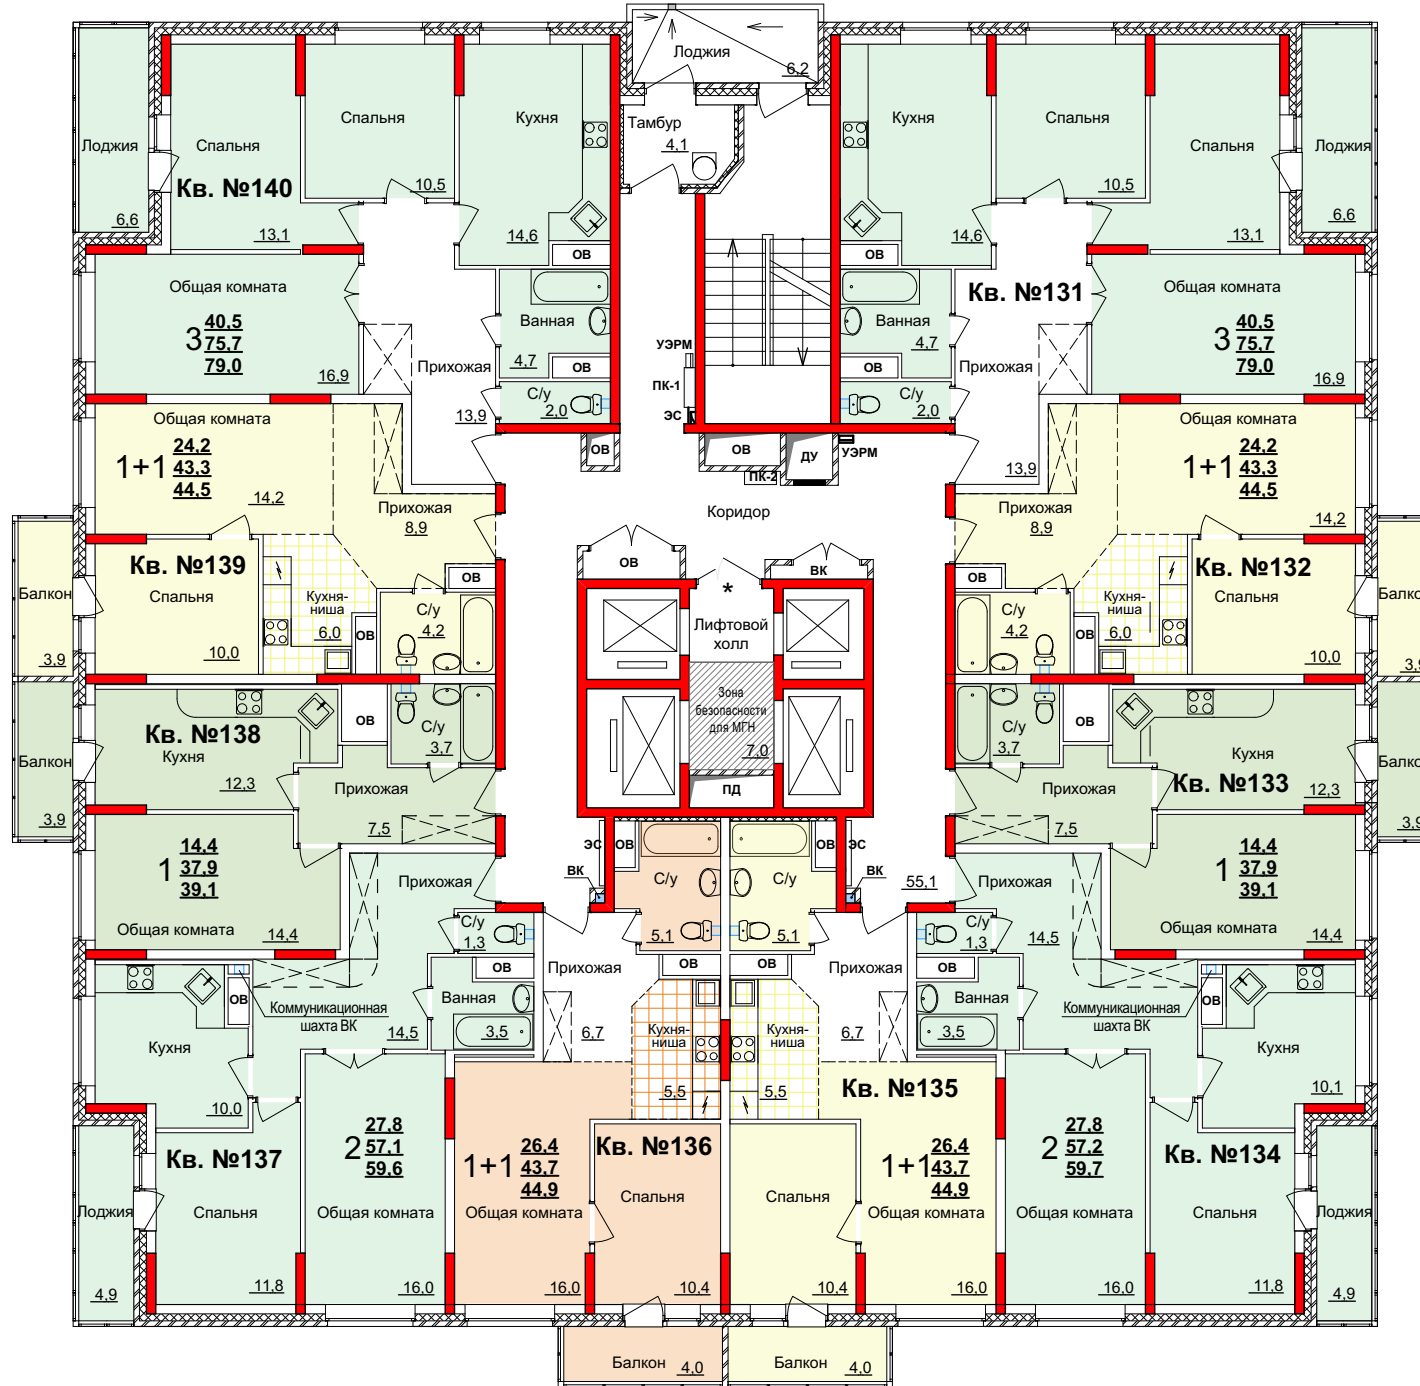 Лоджия
6,2
Тамбур
4,1
Лоджия
6,6
Спальня
Кв. №140
13,1
Спальня
10,5
Кухня
14,6
ОВ
Общая комната
3
40,5
75,7
79,0
16,9
Ванная
4,7
ОВ
С/у
2,0
Прихожая
13,9
Кухня
14,6
ОВ
Спальня
10,5
Спальня
13,1
Лоджия
6,6
Кв. №131
Общая комната
3
40,5
75,7
79,0
16,9
Ванная
4,7
ОВ
С/у
2,0
Прихожая
13,9
УЭРМ
ПК-1
ЭС
ОВ
ОВ
ДУ
УЭРМ
ПК-2
Коридор
Общая комната
1+1
24,2
43,3
44,5
14,2
Прихожая
8,9
Кв. №139
Спальня
10,0
Балкон
3,9
Кухня-
ниша
6,0
ОВ
ОВ
С/у
4,2
Общая комната
1+1
24,2
43,3
44,5
14,2
Прихожая
8,9
Кв. №132
Спальня
10,0
Кухня-
ниша
6,0
ОВ
ОВ
С/у
4,2
ОВ
ВК
*
Лифтовой
холл
Зона
безопасности
для МГН
7,0
ПД
Кв. №138
Кухня
12,3
Балкон
3,9
ОВ
С/у
3,7
Прихожая
7,5
1
14,4
37,9
39,1
Общая комната
14,4
С/у
3,7
ОВ
Кухня
Кв. №133
12,3
Прихожая
7,5
1
14,4
37,9
39,1
Общая комната
14,4
ЭС
ОВ
ВК
С/у
5,1
С/у
5,1
ОВ
ЭС
ВК
55,1
Прихожая
С/у
1,3
ОВ
Ванная
3,5
Коммуникационная
шахта ВК
14,5
ОВ
Кухня
10,0
Кв. №137
Спальня
11,8
Лоджия
4,9
2
27,8
57,1
59,6
Общая комната
16,0
Прихожая
6,7
ОВ
Кухня-
ниша
5,5
1+1
26,4
43,7
44,9
Общая комната
16,0
Кв. №136
Спальня
10,4
Балкон
4,0
ОВ
Прихожая
6,7
Кухня-
ниша
5,5
Кв. №135
1+1
26,4
43,7
44,9
Общая комната
16,0
Спальня
10,4
Балкон
4,0
Прихожая
С/у
1,3
14,5
ОВ
Ванная
3,5
Коммуникационная
шахта ВК
ОВ
Кухня
10,1
2
27,8
57,2
59,7
Общая комната
16,0
Кв. №134
Спальня
11,8
Лоджия
4,9